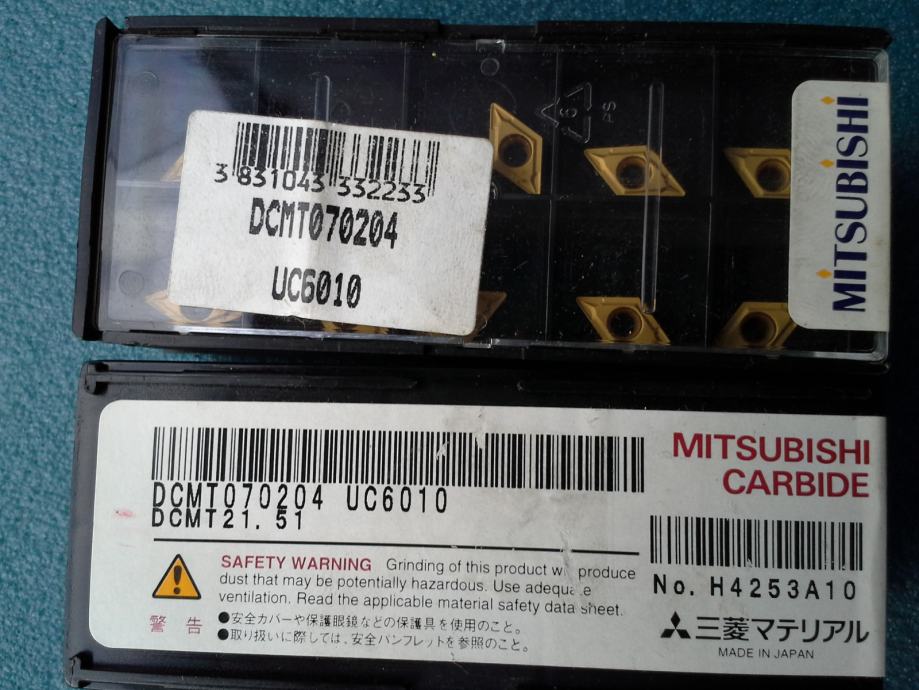 3 831043 332233
DCMT070204
UC6010
MITSUBISHI
6
PS
DCMT070204 UC6010
DCMT21.51
MITSUBISHI
CARBIDE
SAFETY WARNING Grinding of this product produce
dust that may be potentially hazardous. Use adequate
ventilation. Read the applicable material safety data sheet.
警告
●安全カバーや保護眼鏡などの保護具を使用のこと。
●取り扱いに際しては、安全パンフレットを参照のこと。
No. H4253A10
三菱マテリアル
MADE IN JAPAN